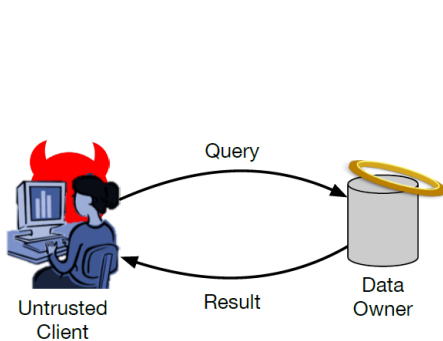 Query
Untrusted
Client
Result
Data
Owner